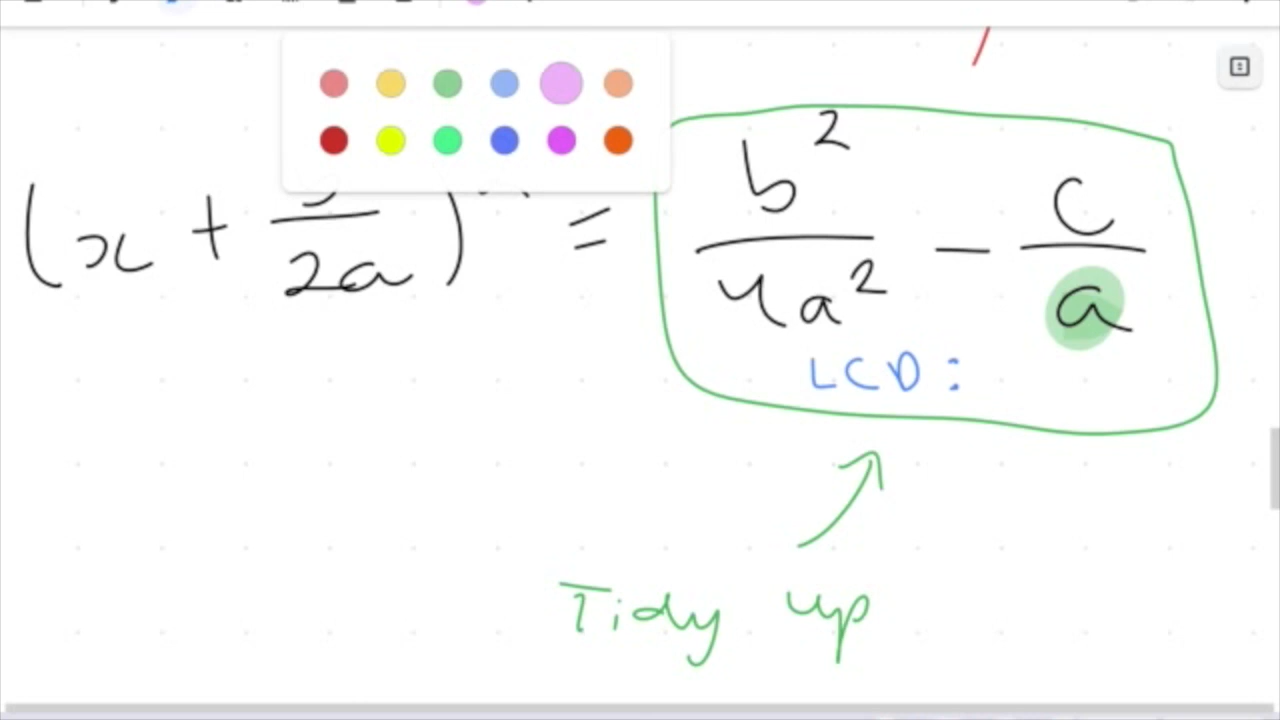 (x + /2a) = b²/4a² − c/a
LCD:
Tidy up